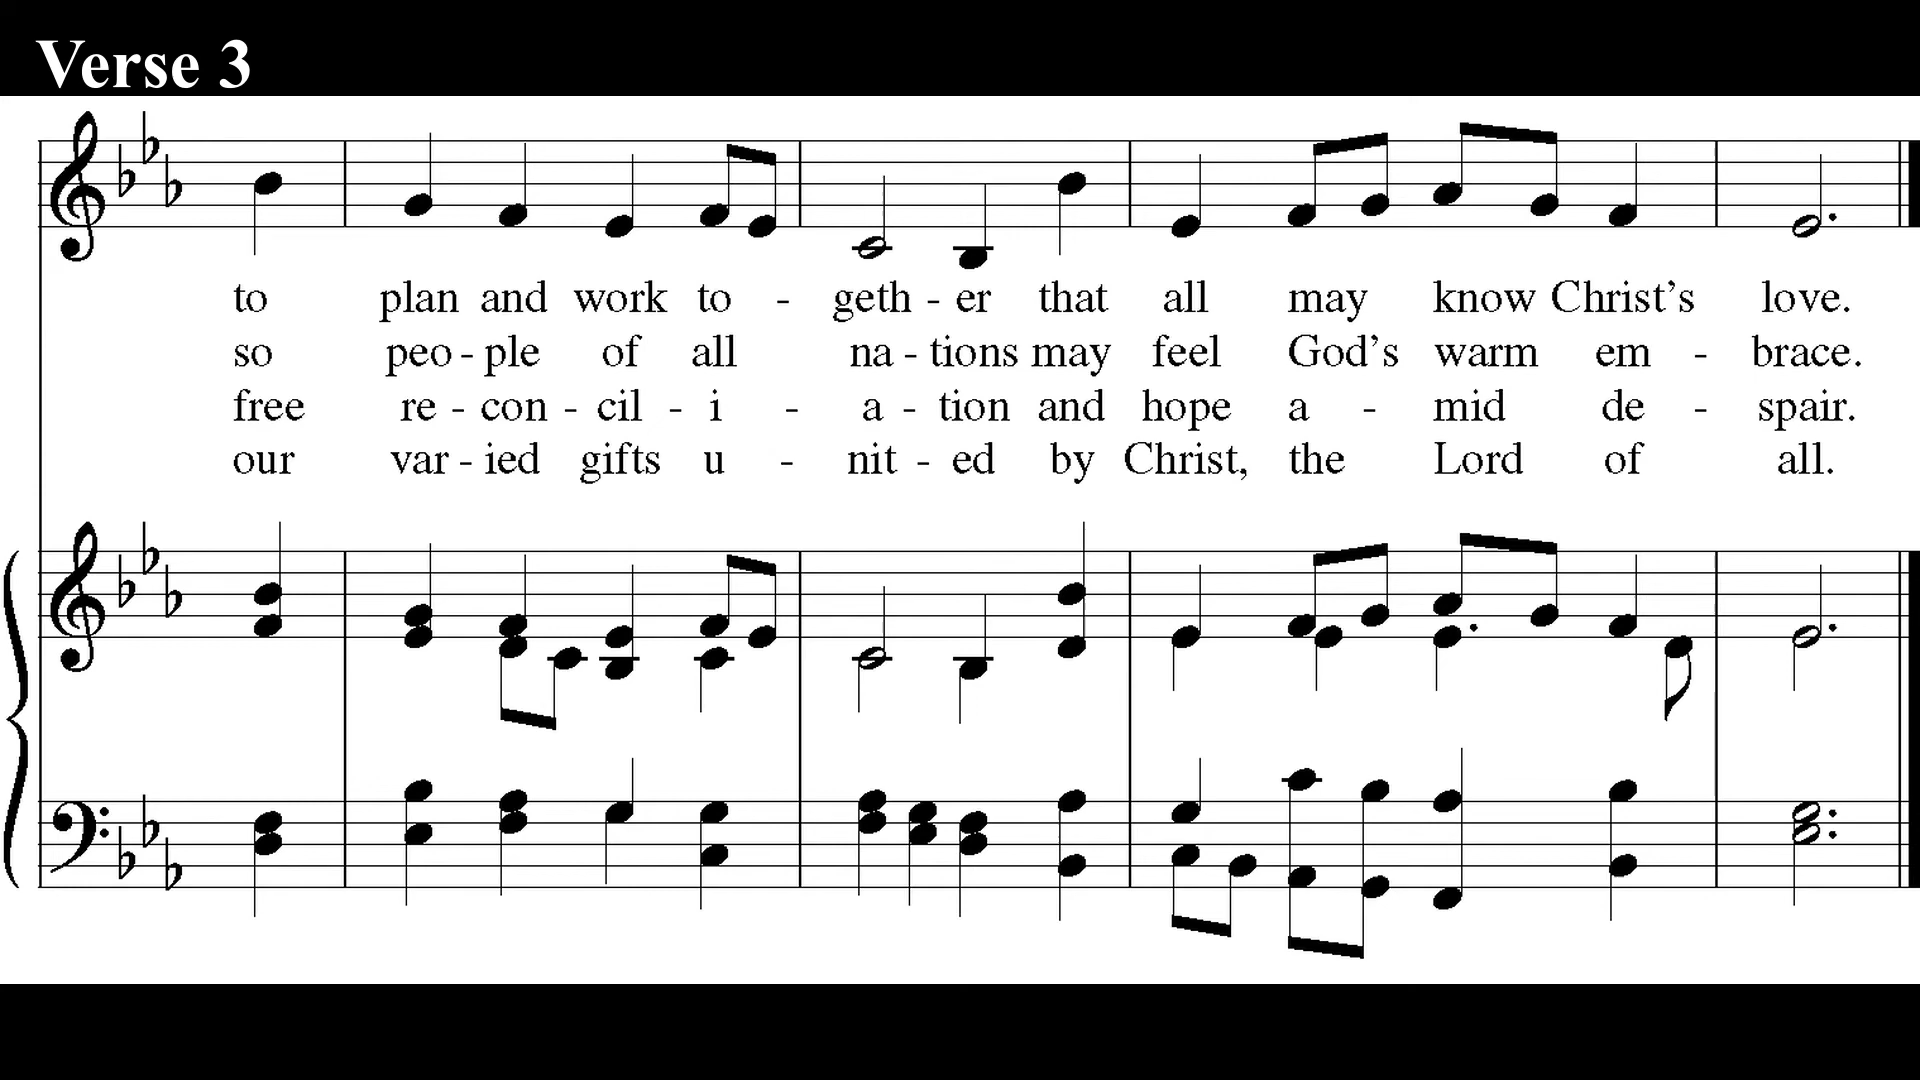 Verse 3
to plan and work to - geth - er that all may know Christ's love.
so peo - ple of all na - tions may feel God's warm em - brace.
free re - con - cil - i - a - tion and hope a - mid de - spair.
our var - ied gifts u - nit - ed by Christ, the Lord of all.